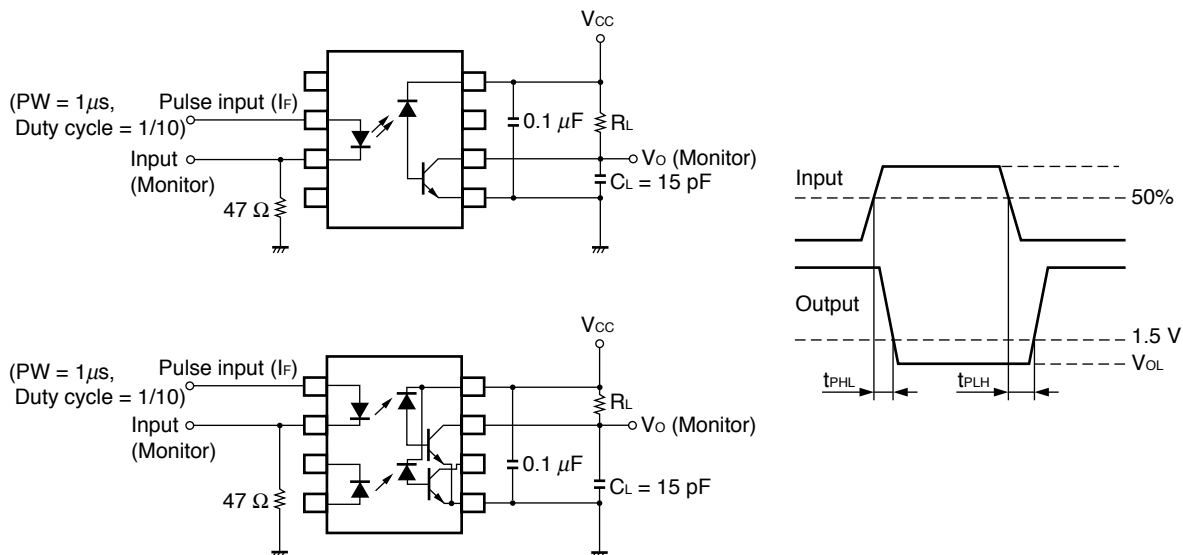 VCC
(PW = 1μs,
Duty cycle = 1/10)
Pulse input (IF)
Input
(Monitor)
47 Ω
0.1 μF
RL
VO (Monitor)
CL = 15 pF
VCC
(PW = 1μs,
Duty cycle = 1/10)
Pulse input (IF)
Input
(Monitor)
47 Ω
0.1 μF
RL
VO (Monitor)
CL = 15 pF
Input
50%
Output
1.5 V
VOL
tPHL
tPLH